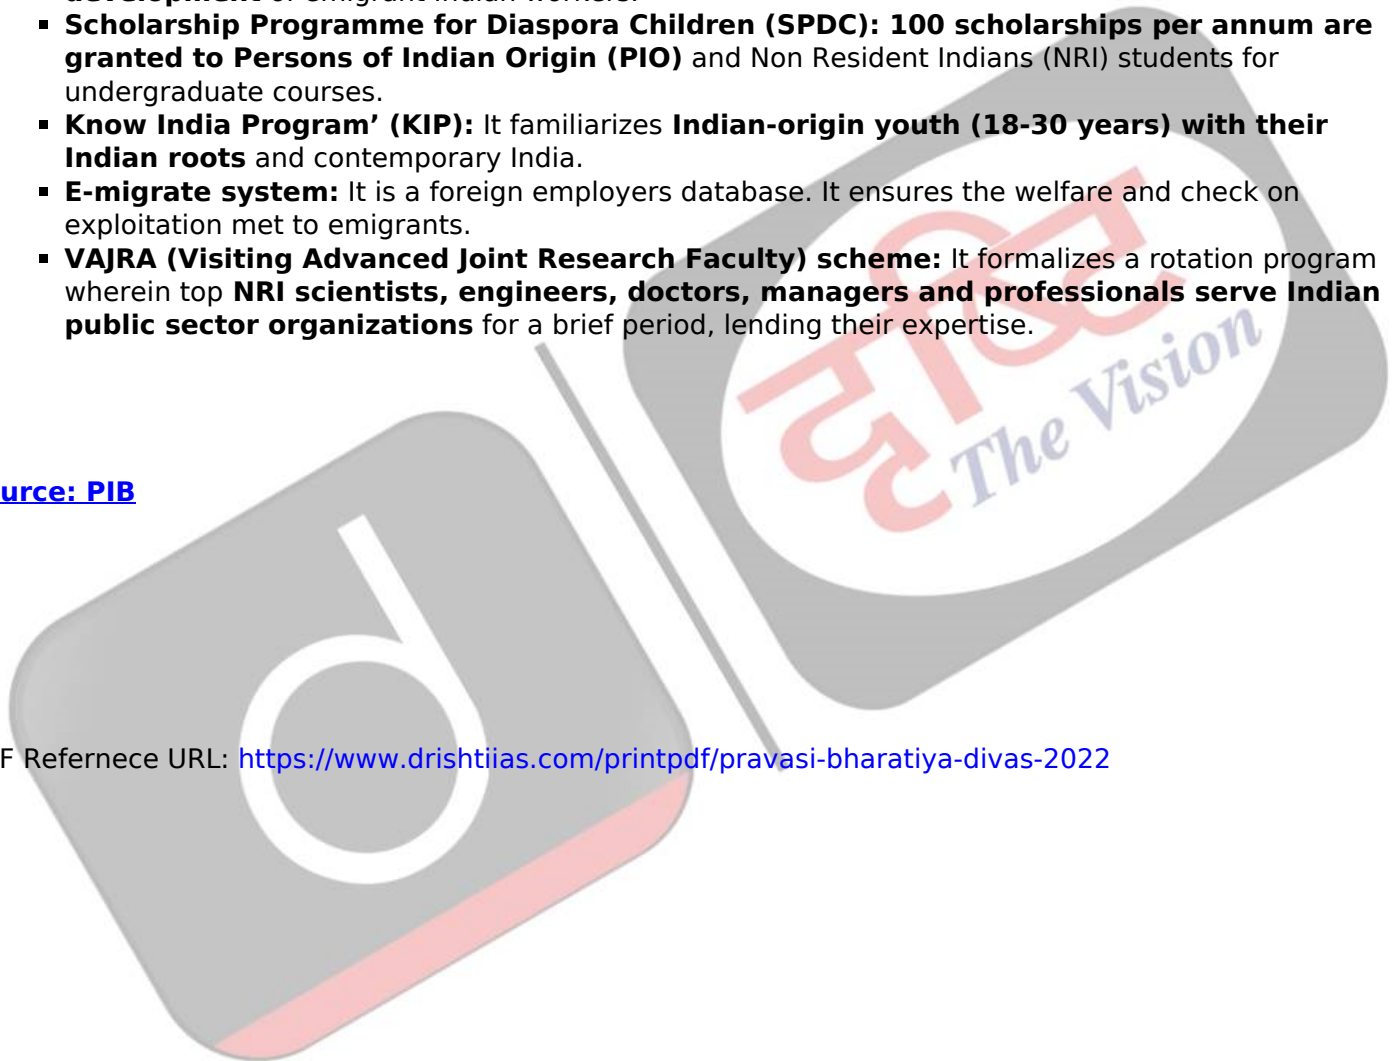 development of emigrant Indian workers.
▪ Scholarship Programme for Diaspora Children (SPDC): 100 scholarships per annum are
granted to Persons of Indian Origin (PIO) and Non Resident Indians (NRI) students for
undergraduate courses.
▪ Know India Program’ (KIP): It familiarizes Indian-origin youth (18-30 years) with their
Indian roots and contemporary India.
▪ E-migrate system: It is a foreign employers database. It ensures the welfare and check on
exploitation met to emigrants.
▪ VAJRA (Visiting Advanced Joint Research Faculty) scheme: It formalizes a rotation program
wherein top NRI scientists, engineers, doctors, managers and professionals serve Indian
public sector organizations for a brief period, lending their expertise.
दृष्टि
The Vision
urce: PIB
d
F Refernece URL: https://www.drishtiias.com/printpdf/pravasi-bharatiya-divas-2022